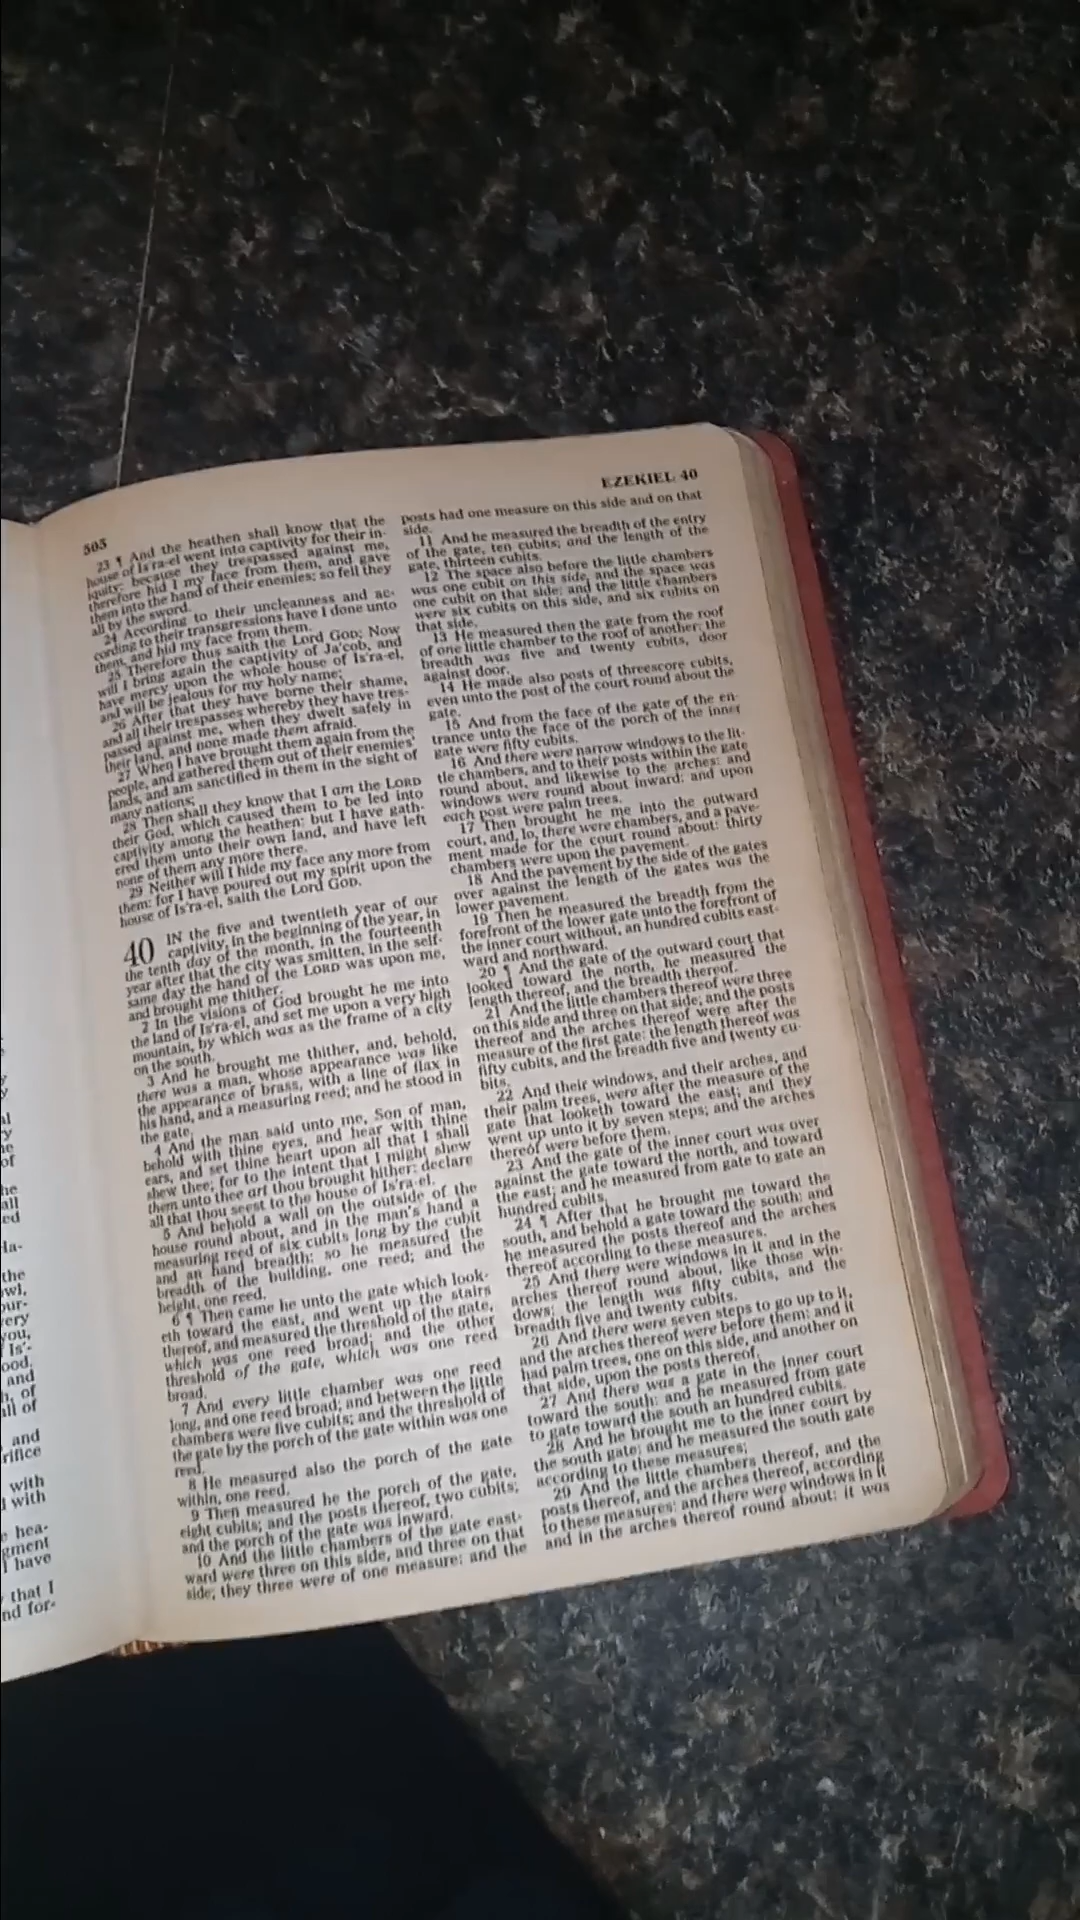 al
y
ne
of
he
all
ed
la-
the
owl,
our-
very
you,
Is'-
ood,
and
h, of
all of
and
rifice
with
with
e hea-
gment
I have
that I
nd for-
505
EZEKIEL 40
23 ¶ And the heathen shall know that the
house of Is'ra-el went into captivity for their in-
iquity: because they trespassed against me,
therefore hid I my face from them, and gave
them into the hand of their enemies: so fell they
all by the sword.
24 According to their uncleanness and ac-
cording to their transgressions have I done unto
them, and hid my face from them.
25 Therefore thus saith the Lord GOD; Now
will I bring again the captivity of Ja'cob, and
have mercy upon the whole house of Is'ra-el,
and will be jealous for my holy name;
26 After that they have borne their shame,
and all their trespasses whereby they have tres-
passed against me, when they dwelt safely in
their land, and none made them afraid.
27 When I have brought them again from the
people, and gathered them out of their enemies'
lands, and am sanctified in them in the sight of
many nations;
28 Then shall they know that I am the LORD
their God, which caused them to be led into
captivity among the heathen: but I have gath-
ered them unto their own land, and have left
none of them any more there.
29 Neither will I hide my face any more from
them: for I have poured out my spirit upon the
house of Is'ra-el, saith the Lord GOD.
40 IN the five and twentieth year of our
captivity, in the beginning of the year, in
the tenth day of the month, in the fourteenth
year after that the city was smitten, in the self-
same day the hand of the LORD was upon me,
and brought me thither.
2 In the visions of God brought he me into
the land of Is'ra-el, and set me upon a very high
mountain, by which was as the frame of a city
on the south.
3 And he brought me thither, and, behold,
there was a man, whose appearance was like
the appearance of brass, with a line of flax in
his hand, and a measuring reed; and he stood in
the gate.
4 And the man said unto me, Son of man,
behold with thine eyes, and hear with thine
ears, and set thine heart upon all that I shall
shew thee; for to the intent that I might shew
them unto thee art thou brought hither: declare
all that thou seest to the house of Is'ra-el.
5 And behold a wall on the outside of the
house round about, and in the man's hand a
measuring reed of six cubits long by the cubit
and an hand breadth: so he measured the
breadth of the building, one reed; and the
height, one reed.
6 ¶ Then came he unto the gate which look-
eth toward the east, and went up the stairs
thereof, and measured the threshold of the gate,
which was one reed broad; and the other
threshold of the gate, which was one reed
broad.
7 And every little chamber was one reed
long, and one reed broad; and between the little
chambers were five cubits; and the threshold of
the gate by the porch of the gate within was one
reed.
8 He measured also the porch of the gate
within, one reed.
9 Then measured he the porch of the gate,
eight cubits; and the posts thereof, two cubits;
and the porch of the gate was inward.
10 And the little chambers of the gate east-
ward were three on this side, and three on that
side; they three were of one measure: and the
posts had one measure on this side and on that
side.
11 And he measured the breadth of the entry
of the gate, ten cubits; and the length of the
gate, thirteen cubits.
12 The space also before the little chambers
was one cubit on this side, and the space was
one cubit on that side: and the little chambers
were six cubits on this side, and six cubits on
that side.
13 He measured then the gate from the roof
of one little chamber to the roof of another: the
breadth was five and twenty cubits, door
against door.
14 He made also posts of threescore cubits,
even unto the post of the court round about the
gate.
15 And from the face of the gate of the en-
trance unto the face of the porch of the inner
gate were fifty cubits.
16 And there were narrow windows to the lit-
tle chambers, and to their posts within the gate
round about, and likewise to the arches: and
windows were round about inward: and upon
each post were palm trees.
17 Then brought he me into the outward
court, and, lo, there were chambers, and a pave-
ment made for the court round about: thirty
chambers were upon the pavement.
18 And the pavement by the side of the gates
over against the length of the gates was the
lower pavement.
19 Then he measured the breadth from the
forefront of the lower gate unto the forefront of
the inner court without, an hundred cubits east-
ward and northward.
20 ¶ And the gate of the outward court that
looked toward the north, he measured the
length thereof, and the breadth thereof.
21 And the little chambers thereof were three
on this side and three on that side; and the posts
thereof and the arches thereof were after the
measure of the first gate: the length thereof was
fifty cubits, and the breadth five and twenty cu-
bits.
22 And their windows, and their arches, and
their palm trees, were after the measure of the
gate that looketh toward the east; and they
went up unto it by seven steps; and the arches
thereof were before them.
23 And the gate of the inner court was over
against the gate toward the north, and toward
the east; and he measured from gate to gate an
hundred cubits.
24 ¶ After that he brought me toward the
south, and behold a gate toward the south: and
he measured the posts thereof and the arches
thereof according to these measures.
25 And there were windows in it and in the
arches thereof round about, like those win-
dows: the length was fifty cubits, and the
breadth five and twenty cubits.
26 And there were seven steps to go up to it,
and the arches thereof were before them: and it
had palm trees, one on this side, and another on
that side, upon the posts thereof.
27 And there was a gate in the inner court
toward the south: and he measured from gate
to gate toward the south an hundred cubits.
28 And he brought me to the inner court by
the south gate: and he measured the south gate
according to these measures;
29 And the little chambers thereof, and the
posts thereof, and the arches thereof, according
to these measures: and there were windows in it
and in the arches thereof round about: it was